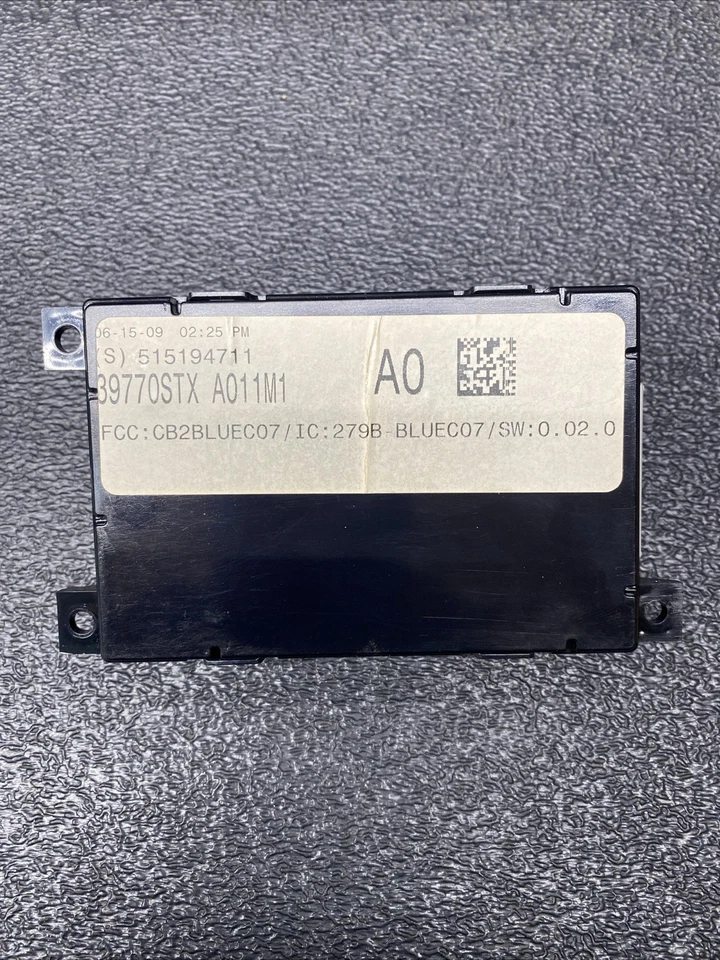 06-15-09 02:25 PM
(S) 515194711
39770STX A011M1
A0
FCC:CB2BLUEC07/IC:279B-BLUEC07/SW:0.02.0